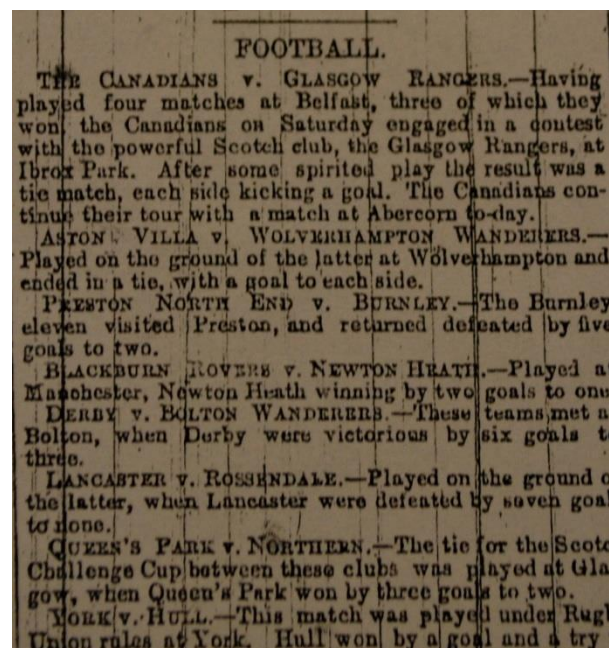 FOOTBALL.
THE CANADIANS v. GLASGOW RANGERS.—Having
played four matches at Belfast, three of which they
won the Canadians on Saturday engaged in a contest
with the powerful Scotch club, the Glasgow Rangers, at
Ibrox Park. After some spirited play the result was a
tie match, each side kicking a goal. The Canadians con-
tinue their tour with a match at Abercorn to-day.
ASTON VILLA v. WOLVERHAMPTON WANDERERS.—
Played on the ground of the latter at Wolverhampton and
ended in a tie, with a goal to each side.
PRESTON NORTH END v. BURNLEY.—The Burnley
eleven visited Preston, and returned defeated by five
goals to two.
BLACKBURN ROVERS v. NEWTON HEATH.—Played a
Manchester, Newton Heath winning by two goals to one
DERBY v. BOLTON WANDERERS.—These teams met a
Bolton, when Derby were victorious by six goals t
three.
LANCASTER v. ROSSENDALE.—Played on the ground o
the latter, when Lancaster were defeated by seven goal
to none.
QUEEN'S PARK v. NORTHERN.—The tie for the Scotc
Challenge Cup between these clubs was played at Gla
gow, when Queen's Park won by three goals to two.
YORK v. HULL.—This match was played under Rugb
Union rules at York. Hull won by a goal and a try